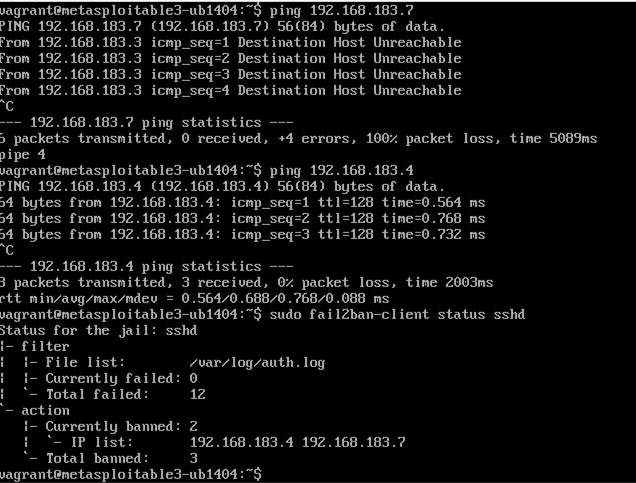 vagrant@metasploitable3-ub1404:~$ ping 192.168.183.7
PING 192.168.183.7 (192.168.183.7) 56(84) bytes of data.
From 192.168.183.3 icmp_seq=1 Destination Host Unreachable
From 192.168.183.3 icmp_seq=2 Destination Host Unreachable
From 192.168.183.3 icmp_seq=3 Destination Host Unreachable
From 192.168.183.3 icmp_seq=4 Destination Host Unreachable
^C
--- 192.168.183.7 ping statistics ---
6 packets transmitted, 0 received, +4 errors, 100% packet loss, time 5089ms
pipe 4
vagrant@metasploitable3-ub1404:~$ ping 192.168.183.4
PING 192.168.183.4 (192.168.183.4) 56(84) bytes of data.
64 bytes from 192.168.183.4: icmp_seq=1 ttl=128 time=0.564 ms
64 bytes from 192.168.183.4: icmp_seq=2 ttl=128 time=0.768 ms
64 bytes from 192.168.183.4: icmp_seq=3 ttl=128 time=0.732 ms
^C
--- 192.168.183.4 ping statistics ---
3 packets transmitted, 3 received, 0% packet loss, time 2003ms
rtt min/avg/max/mdev = 0.564/0.688/0.768/0.088 ms
vagrant@metasploitable3-ub1404:~$ sudo fail2ban-client status sshd
Status for the jail: sshd
|- filter
|  |- File list:        /var/log/auth.log
|  |- Currently failed: 0
|  `- Total failed:     12
`- action
   |- Currently banned: 2
   |  `- IP list:       192.168.183.4 192.168.183.7
   `- Total banned:     3
vagrant@metasploitable3-ub1404:~$